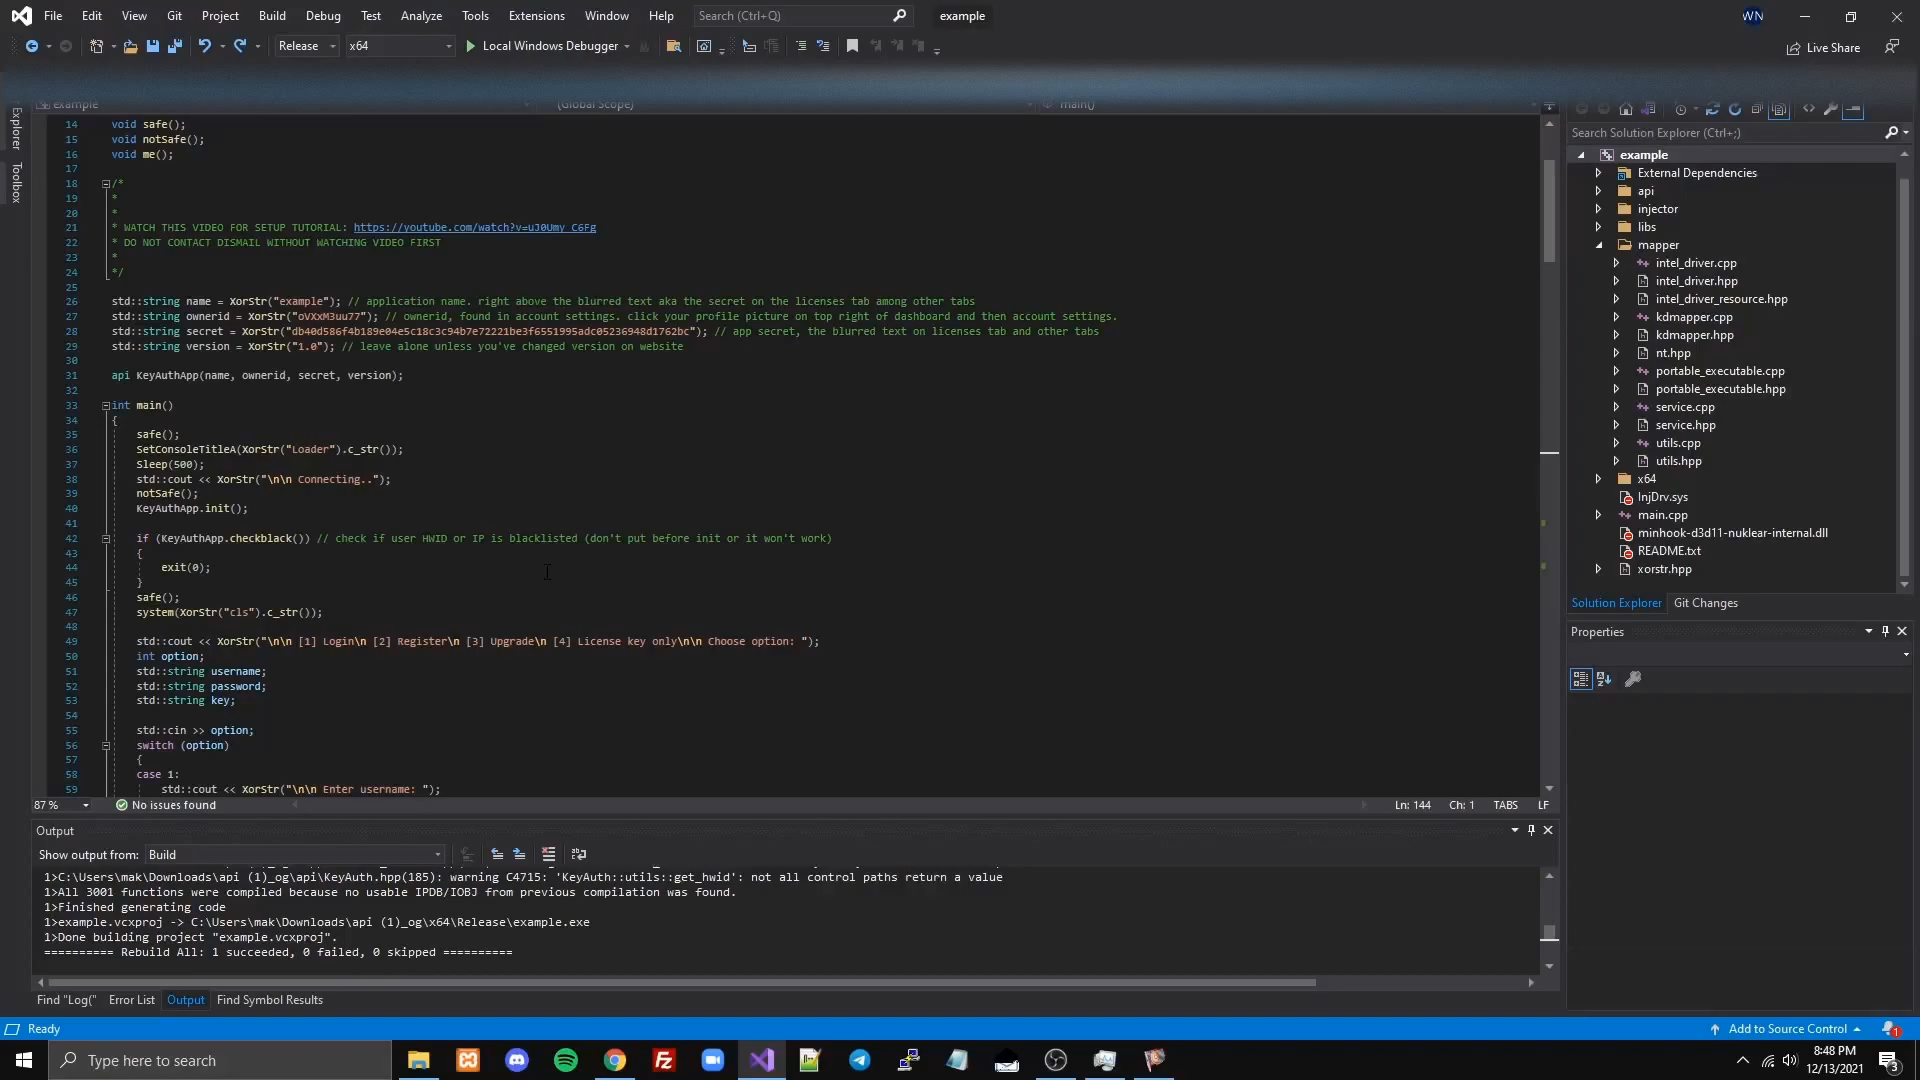 File Edit View Git Project Build Debug Test Analyze Tools Extensions Window Help Search (Ctrl+Q) example WN
Release x64 Local Windows Debugger Live Share
example (Global Scope) main()
Explorer
Toolbox
14 void safe();
15 void notSafe();
16 void me();
17
18 /*
19 *
20 *
21 * WATCH THIS VIDEO FOR SETUP TUTORIAL: https://youtube.com/watch?v=uJ0Umy_C6Fg
22 * DO NOT CONTACT DISMAIL WITHOUT WATCHING VIDEO FIRST
23 *
24 */
25
26 std::string name = XorStr("example"); // application name. right above the blurred text aka the secret on the licenses tab among other tabs
27 std::string ownerid = XorStr("oVXxM3uu77"); // ownerid, found in account settings. click your profile picture on top right of dashboard and then account settings.
28 std::string secret = XorStr("db40d586f4b189e04e5c18c3c94b7e72221be3f6551995adc05236948d1762bc"); // app secret, the blurred text on licenses tab and other tabs
29 std::string version = XorStr("1.0"); // leave alone unless you've changed version on website
30
31 api KeyAuthApp(name, ownerid, secret, version);
32
33 int main()
34 {
35 safe();
36 SetConsoleTitleA(XorStr("Loader").c_str());
37 Sleep(500);
38 std::cout << XorStr("\n\n Connecting..");
39 notSafe();
40 KeyAuthApp.init();
41
42 if (KeyAuthApp.checkblack()) // check if user HWID or IP is blacklisted (don't put before init or it won't work)
43 {
44 exit(0);
45 }
46 safe();
47 system(XorStr("cls").c_str());
48
49 std::cout << XorStr("\n\n [1] Login\n [2] Register\n [3] Upgrade\n [4] License key only\n\n Choose option: ");
50 int option;
51 std::string username;
52 std::string password;
53 std::string key;
54
55 std::cin >> option;
56 switch (option)
57 {
58 case 1:
59 std::cout << XorStr("\n\n Enter username: ");
87 % No issues found Ln: 144 Ch: 1 TABS LF
Output
Show output from: Build
1>C:\Users\mak\Downloads\api (1)_og\api\KeyAuth.hpp(185): warning C4715: 'KeyAuth::utils::get_hwid': not all control paths return a value
1>All 3001 functions were compiled because no usable IPDB/IOBJ from previous compilation was found.
1>Finished generating code
1>example.vcxproj -> C:\Users\mak\Downloads\api (1)_og\x64\Release\example.exe
1>Done building project "example.vcxproj".
========== Rebuild All: 1 succeeded, 0 failed, 0 skipped ==========
Find "Log(" Error List Output Find Symbol Results
Search Solution Explorer (Ctrl+;)
example
External Dependencies
api
injector
libs
mapper
intel_driver.cpp
intel_driver.hpp
intel_driver_resource.hpp
kdmapper.cpp
kdmapper.hpp
nt.hpp
portable_executable.cpp
portable_executable.hpp
service.cpp
service.hpp
utils.cpp
utils.hpp
x64
InjDrv.sys
main.cpp
minhook-d3d11-nuklear-internal.dll
README.txt
xorstr.hpp
Solution Explorer Git Changes
Properties
Ready Add to Source Control 1
Type here to search
8:48 PM
12/13/2021
3